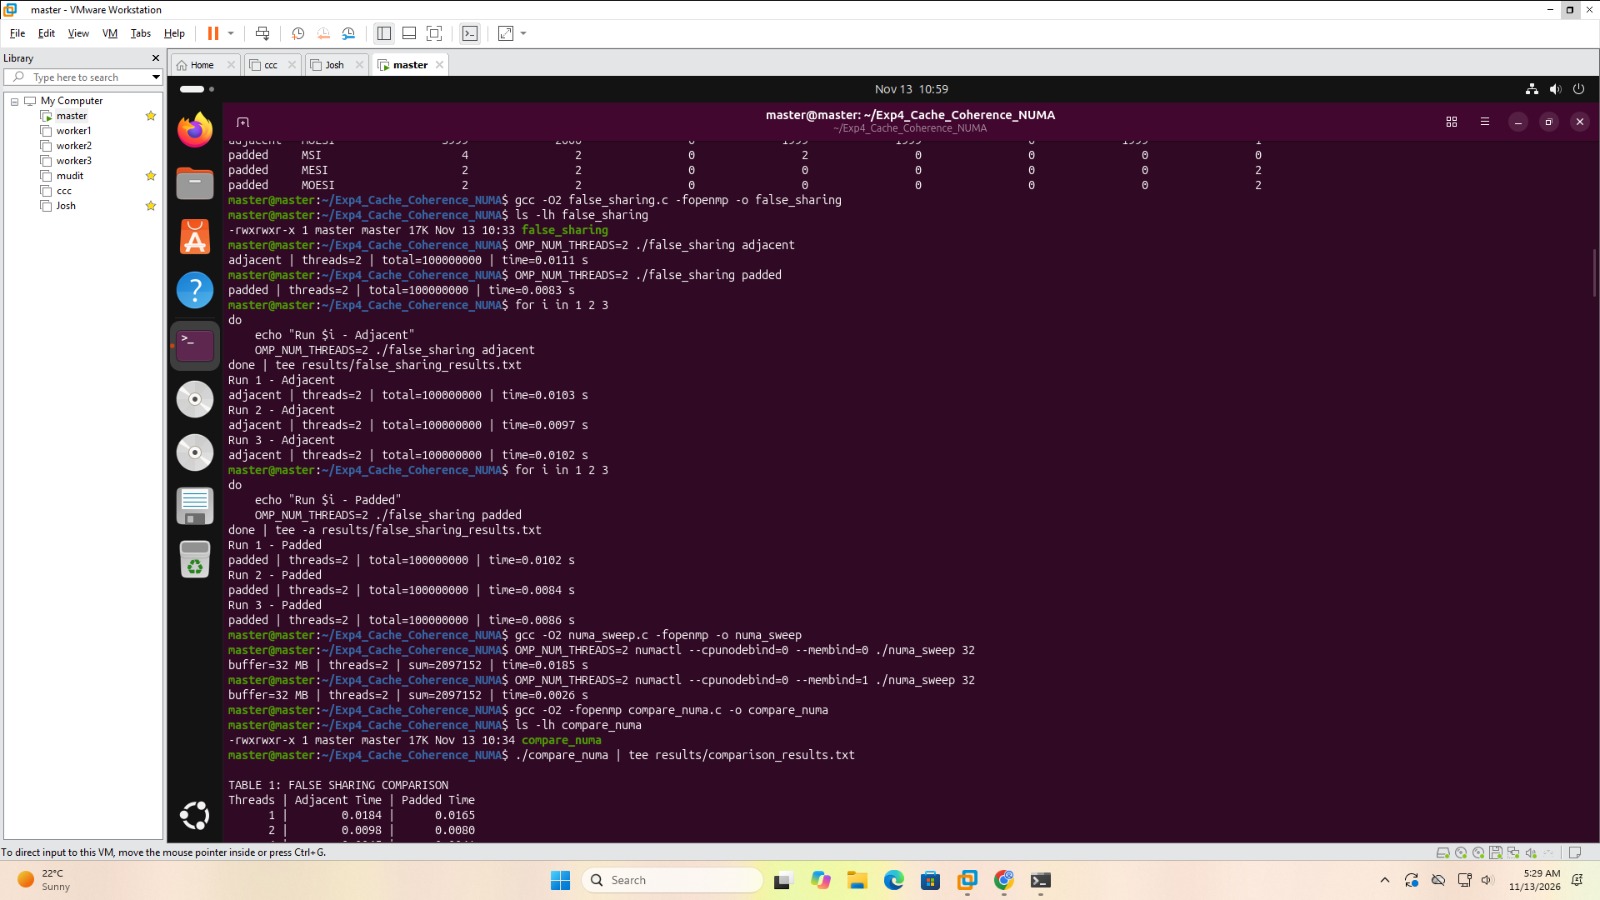 master - VMware Workstation
File Edit View VM Tabs Help
Library
Type here to search
My Computer
master
worker1
worker2
worker3
mudit
ccc
Josh
Home ccc Josh master
Nov 13 10:59
master@master: ~/Exp4_Cache_Coherence_NUMA
~/Exp4_Cache_Coherence_NUMA
adjacent MOESI 3999 2000 0 1999 1999 0 1999 1
padded MSI 4 2 0 2 0 0 0 0
padded MESI 2 2 0 0 0 0 0 2
padded MOESI 2 2 0 0 0 0 0 2
master@master:~/Exp4_Cache_Coherence_NUMA$ gcc -O2 false_sharing.c -fopenmp -o false_sharing
master@master:~/Exp4_Cache_Coherence_NUMA$ ls -lh false_sharing
-rwxrwxr-x 1 master master 17K Nov 13 10:33 false_sharing
master@master:~/Exp4_Cache_Coherence_NUMA$ OMP_NUM_THREADS=2 ./false_sharing adjacent
adjacent | threads=2 | total=100000000 | time=0.0111 s
master@master:~/Exp4_Cache_Coherence_NUMA$ OMP_NUM_THREADS=2 ./false_sharing padded
padded | threads=2 | total=100000000 | time=0.0083 s
master@master:~/Exp4_Cache_Coherence_NUMA$ for i in 1 2 3
do
    echo "Run $i - Adjacent"
    OMP_NUM_THREADS=2 ./false_sharing adjacent
done | tee results/false_sharing_results.txt
Run 1 - Adjacent
adjacent | threads=2 | total=100000000 | time=0.0103 s
Run 2 - Adjacent
adjacent | threads=2 | total=100000000 | time=0.0097 s
Run 3 - Adjacent
adjacent | threads=2 | total=100000000 | time=0.0102 s
master@master:~/Exp4_Cache_Coherence_NUMA$ for i in 1 2 3
do
    echo "Run $i - Padded"
    OMP_NUM_THREADS=2 ./false_sharing padded
done | tee -a results/false_sharing_results.txt
Run 1 - Padded
padded | threads=2 | total=100000000 | time=0.0102 s
Run 2 - Padded
padded | threads=2 | total=100000000 | time=0.0084 s
Run 3 - Padded
padded | threads=2 | total=100000000 | time=0.0086 s
master@master:~/Exp4_Cache_Coherence_NUMA$ gcc -O2 numa_sweep.c -fopenmp -o numa_sweep
master@master:~/Exp4_Cache_Coherence_NUMA$ OMP_NUM_THREADS=2 numactl --cpunodebind=0 --membind=0 ./numa_sweep 32
buffer=32 MB | threads=2 | sum=2097152 | time=0.0185 s
master@master:~/Exp4_Cache_Coherence_NUMA$ OMP_NUM_THREADS=2 numactl --cpunodebind=0 --membind=1 ./numa_sweep 32
buffer=32 MB | threads=2 | sum=2097152 | time=0.0026 s
master@master:~/Exp4_Cache_Coherence_NUMA$ gcc -O2 -fopenmp compare_numa.c -o compare_numa
master@master:~/Exp4_Cache_Coherence_NUMA$ ls -lh compare_numa
-rwxrwxr-x 1 master master 17K Nov 13 10:34 compare_numa
master@master:~/Exp4_Cache_Coherence_NUMA$ ./compare_numa | tee results/comparison_results.txt
TABLE 1: FALSE SHARING COMPARISON
Threads | Adjacent Time | Padded Time
1 | 0.0184 | 0.0165
2 | 0.0098 | 0.0080
To direct input to this VM, move the mouse pointer inside or press Ctrl+G.
22°C
Sunny
Search
5:29 AM
11/13/2026